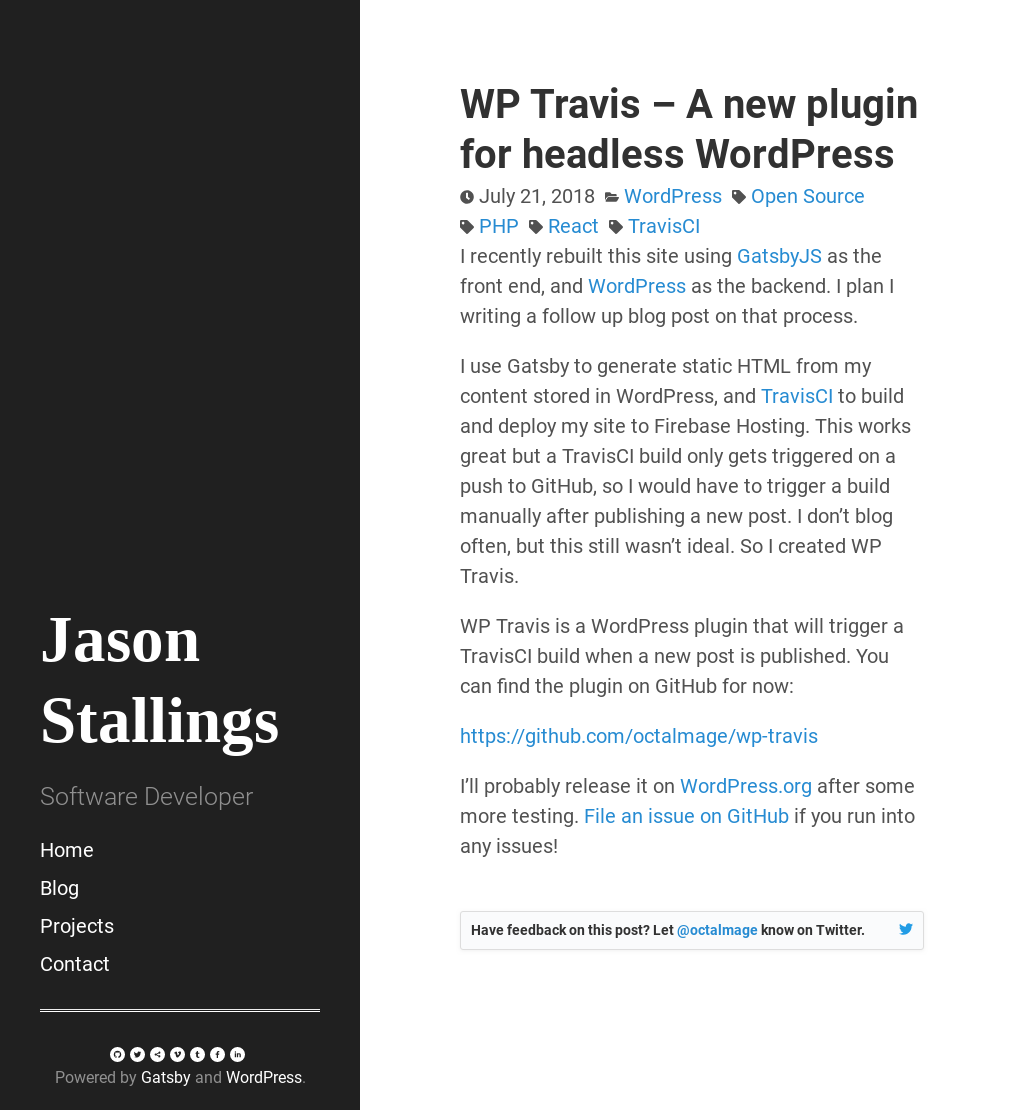 Jason
Stallings
Software Developer
Home
Blog
Projects
Contact
Powered by Gatsby and WordPress.
WP Travis – A new plugin
for headless WordPress
July 21, 2018 WordPress Open Source
PHP React TravisCI
I recently rebuilt this site using GatsbyJS as the
front end, and WordPress as the backend. I plan I
writing a follow up blog post on that process.
I use Gatsby to generate static HTML from my
content stored in WordPress, and TravisCI to build
and deploy my site to Firebase Hosting. This works
great but a TravisCI build only gets triggered on a
push to GitHub, so I would have to trigger a build
manually after publishing a new post. I don’t blog
often, but this still wasn’t ideal. So I created WP
Travis.
WP Travis is a WordPress plugin that will trigger a
TravisCI build when a new post is published. You
can find the plugin on GitHub for now:
https://github.com/octalmage/wp-travis
I’ll probably release it on WordPress.org after some
more testing. File an issue on GitHub if you run into
any issues!
Have feedback on this post? Let @octalmage know on Twitter.